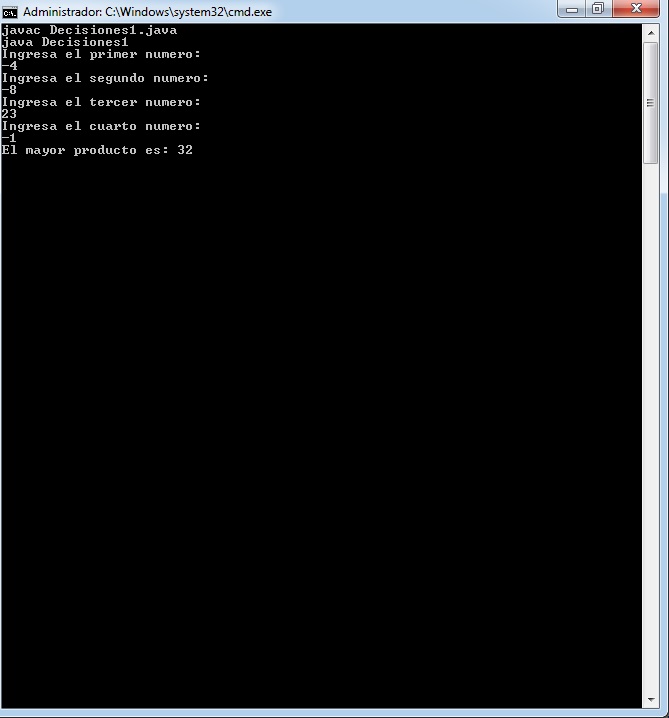 Administrador: C:\Windows\system32\cmd.exe
javac Decisiones1.java
java Decisiones1
Ingresa el primer numero:
-4
Ingresa el segundo numero:
-8
Ingresa el tercer numero:
23
Ingresa el cuarto numero:
-1
El mayor producto es: 32